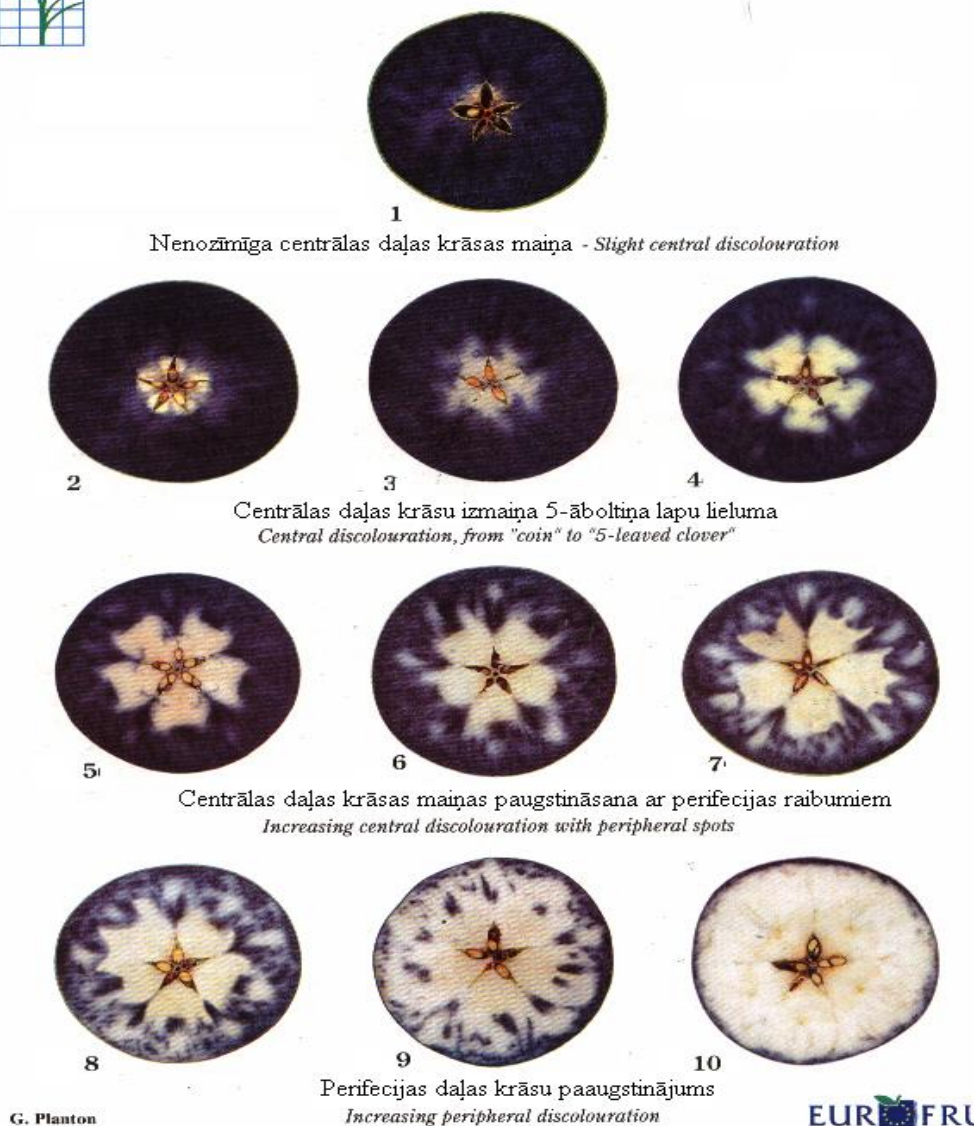 1
Nenozīmīga centrālas daļas krāsas maiņa - Slight central discolouration
2 3 4
Centrālas daļas krāsu izmaiņa 5-āboltiņa lapu lieluma
Central discolouration, from "coin" to "5-leaved clover"
5 6 7
Centrālas daļas krāsas maiņas paugstināsana ar perifecijas raibumiem
Increasing central discolouration with peripheral spots
8 9 10
Perifecijas daļas krāsu paaugstinājums
Increasing peripheral discolouration
G. Planton
EUROFRU